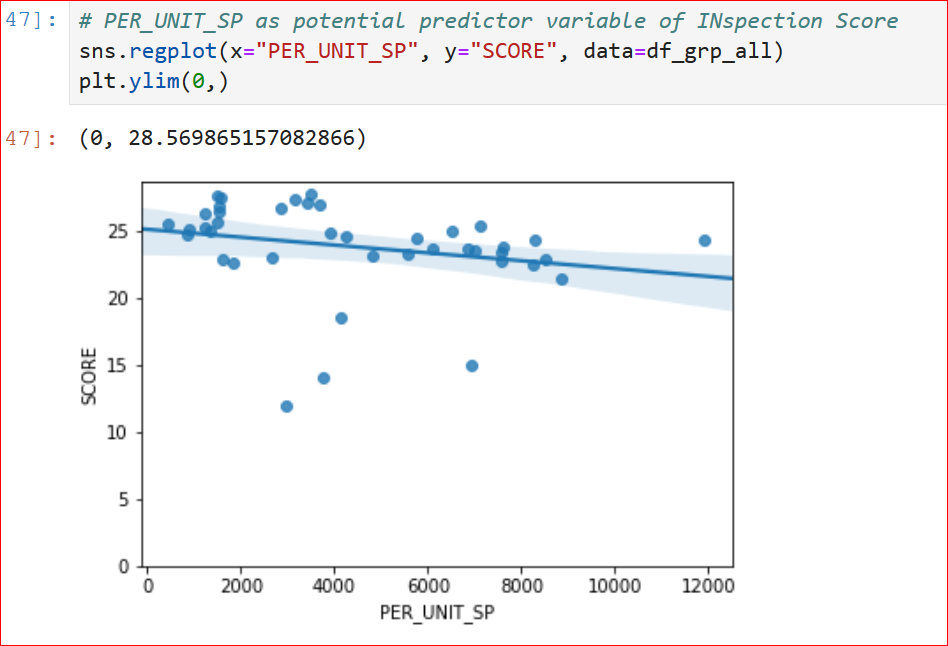 47]: # PER_UNIT_SP as potential predictor variable of INspection Score
sns.regplot(x="PER_UNIT_SP", y="SCORE", data=df_grp_all)
plt.ylim(0,)
47]: (0, 28.569865157082866)
25
20
15
10
5
0
SCORE
0 2000 4000 6000 8000 10000 12000
PER_UNIT_SP